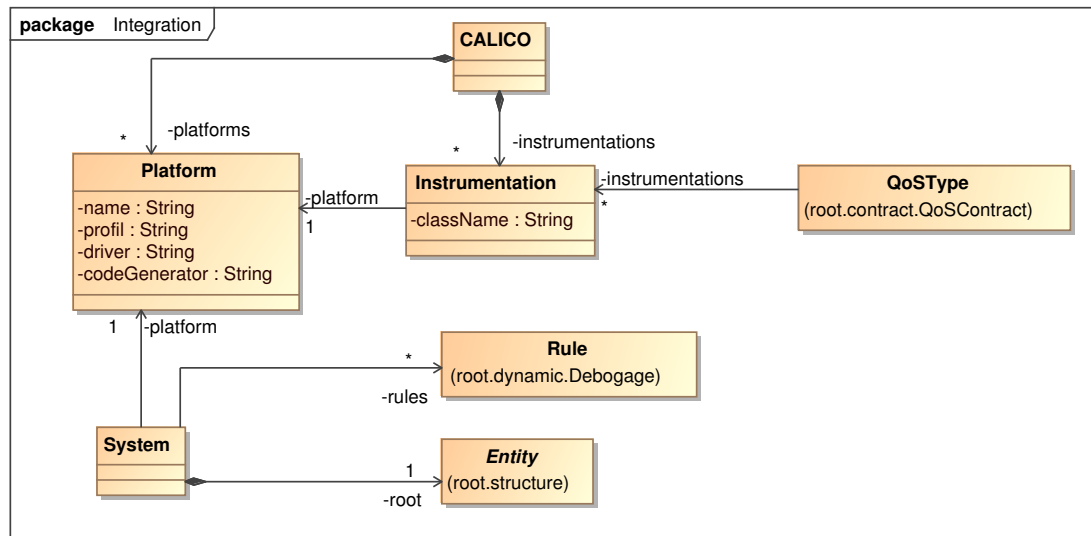 package Integration
CALICO
-platforms
*
-instrumentations
*
Platform
-name : String
-profil : String
-driver : String
-codeGenerator : String
-platform
1
Instrumentation
-className : String
-instrumentations
*
QoSType
(root.contract.QoSContract)
1
-platform
*
-rules
Rule
(root.dynamic.Debogage)
System
1
-root
Entity
(root.structure)